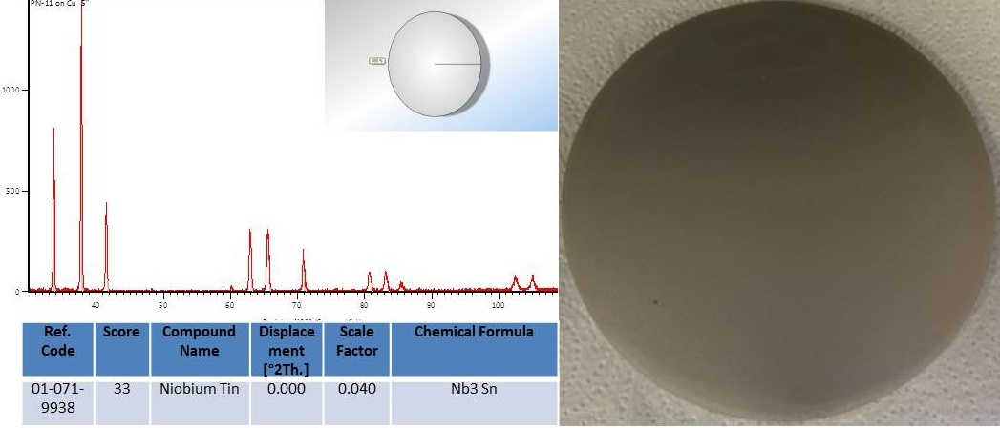 PN-11 on Cu 5"
1000
500
0
40 50 60 70 80 90 100
Ref. Code Score Compound Name Displace ment [°2Th.] Scale Factor Chemical Formula
01-071-9938 33 Niobium Tin 0.000 0.040 Nb3 Sn